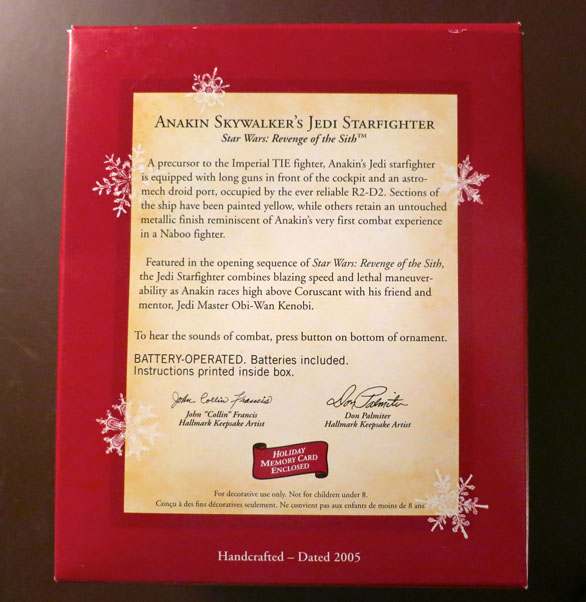 ANAKIN SKYWALKER'S JEDI STARFIGHTER
Star Wars: Revenge of the Sith™
A precursor to the Imperial TIE fighter, Anakin's Jedi starfighter
is equipped with long guns in front of the cockpit and an astro-
mech droid port, occupied by the ever reliable R2-D2. Sections of
the ship have been painted yellow, while others retain an untouched
metallic finish reminiscent of Anakin's very first combat experience
in a Naboo fighter.
Featured in the opening sequence of Star Wars: Revenge of the Sith,
the Jedi Starfighter combines blazing speed and lethal maneuver-
ability as Anakin races high above Coruscant with his friend and
mentor, Jedi Master Obi-Wan Kenobi.
To hear the sounds of combat, press button on bottom of ornament.
BATTERY-OPERATED. Batteries included.
Instructions printed inside box.
John Collin Francis
Don Palmiter
John "Collin" Francis
Don Palmiter
Hallmark Keepsake Artist
Hallmark Keepsake Artist
HOLIDAY
MEMORY CARD
ENCLOSED
For decorative use only. Not for children under 8.
Conçu à des fins décoratives seulement. Ne convient pas aux enfants de moins de 8 ans
Handcrafted – Dated 2005